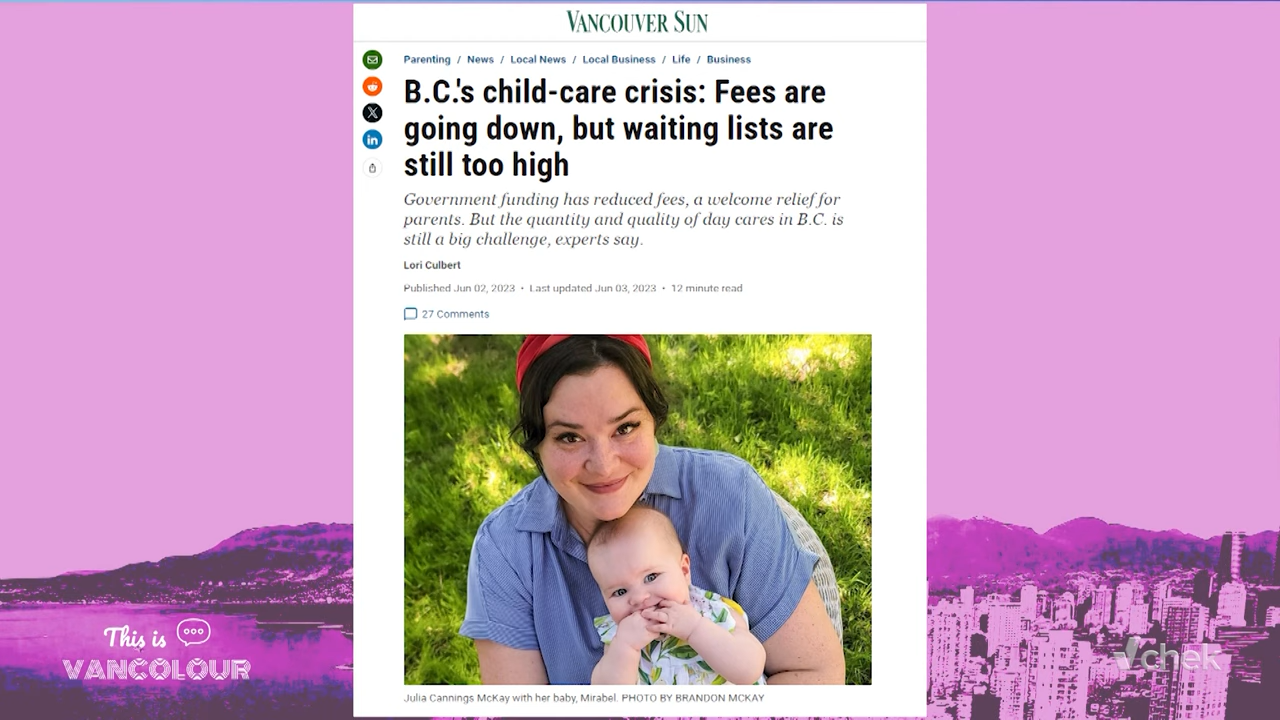 VANCOUVER SUN
Parenting / News / Local News / Local Business / Life / Business
B.C.'s child-care crisis: Fees are
going down, but waiting lists are
still too high
Government funding has reduced fees, a welcome relief for
parents. But the quantity and quality of day cares in B.C. is
still a big challenge, experts say.
Lori Culbert
Published Jun 02, 2023 • Last updated Jun 03, 2023 • 12 minute read
27 Comments
Julia Cannings McKay with her baby, Mirabel. PHOTO BY BRANDON MCKAY
This is
VANCOLOUR
chek